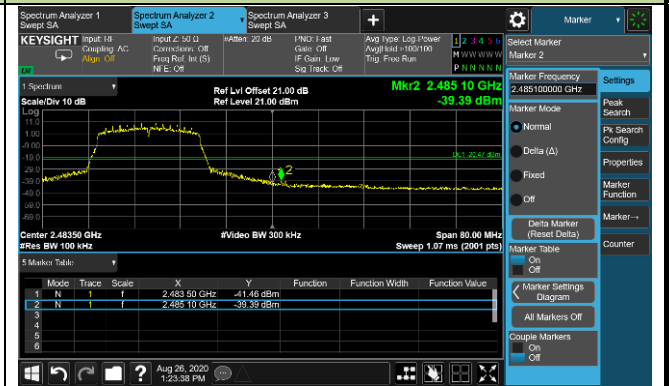 Spectrum Analyzer 1
Swept SA
Spectrum Analyzer 2
Swept SA
Spectrum Analyzer 3
Swept SA
Marker
KEYSIGHT
Input: RF
Coupling: AC
Align: Off
Input Z: 50 Ω
Corrections: Off
Freq Ref: Int (S)
NFE: Off
#Atten: 20 dB
PNO: Fast
Gate: Off
IF Gain: Low
Sig Track: Off
Avg Type: Log-Power
Avg|Hold >100/100
Trig: Free Run
1 2 3 4 5 6
M W W W W W
P N N N N N
Select Marker
Marker 2
1 Spectrum
Scale/Div 10 dB
Ref Lvl Offset 21.00 dB
Ref Level 21.00 dBm
Mkr2 2.485 10 GHz
-39.39 dBm
Log
11.0
1.00
-9.00
-19.0
-29.0
-39.0
-49.0
-59.0
-69.0
2
Center 2.48350 GHz
#Res BW 100 kHz
#Video BW 300 kHz
Span 80.00 MHz
Sweep 1.07 ms (2001 pts)
5 Marker Table
Mode Trace Scale X Y Function Function Width Function Value
1 N 1 f 2.483 50 GHz -41.46 dBm
2 N 1 f 2.485 10 GHz -39.39 dBm
3
4
5
6
Marker Frequency
2.485100000 GHz
Marker Mode
Normal
Delta (Δ)
Fixed
Off
Delta Marker
(Reset Delta)
Marker Table
On
Off
Marker Settings
Diagram
All Markers Off
Couple Markers
On
Off
Settings
Peak
Search
Pk Search
Config
Properties
Marker
Function
Marker→
Counter
Aug 26, 2020
1:23:38 PM